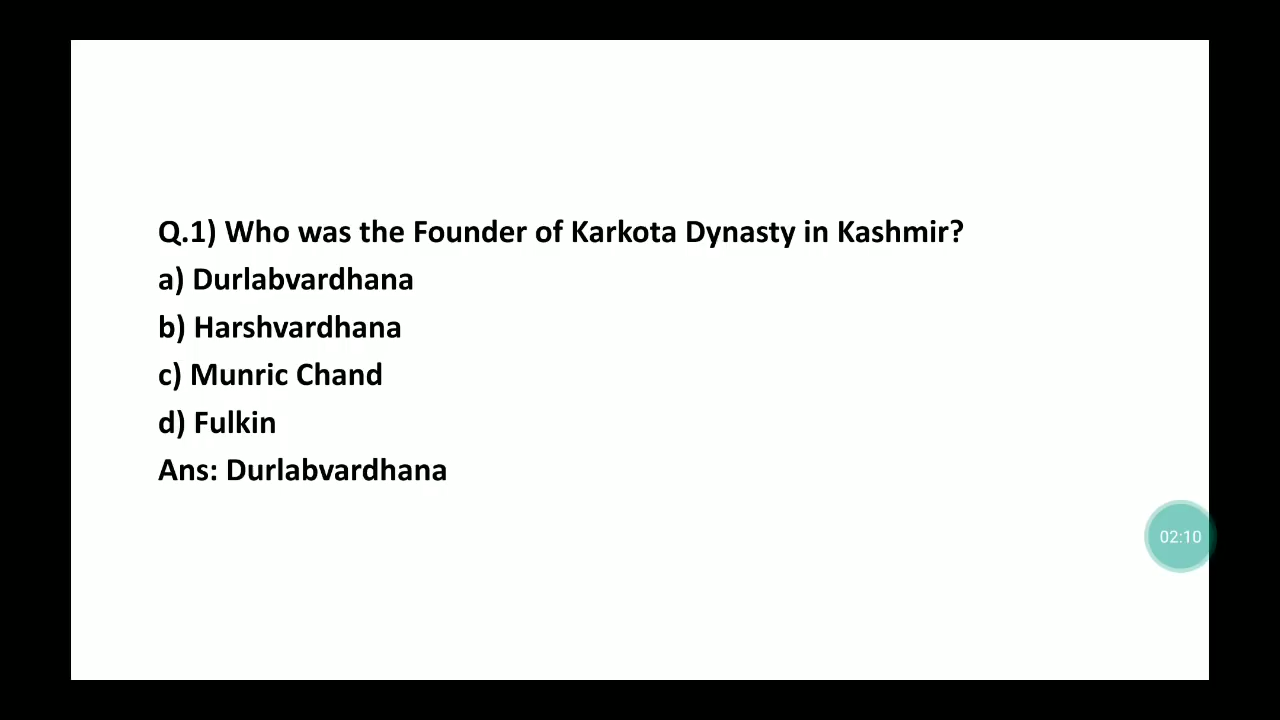 Q.1) Who was the Founder of Karkota Dynasty in Kashmir?
a) Durlabvardhana
b) Harshvardhana
c) Munric Chand
d) Fulkin
Ans: Durlabvardhana
02:10